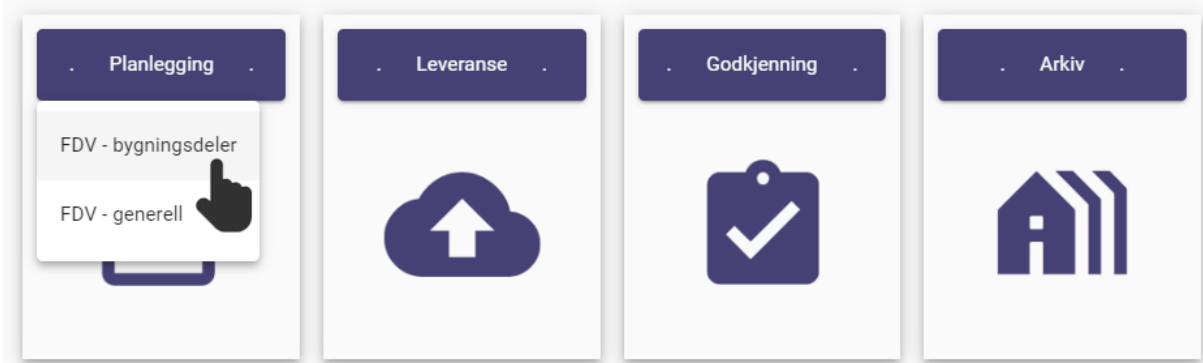 . Planlegging .
. Leveranse .
. Godkjenning .
. Arkiv .
FDV - bygningsdeler
FDV - generell